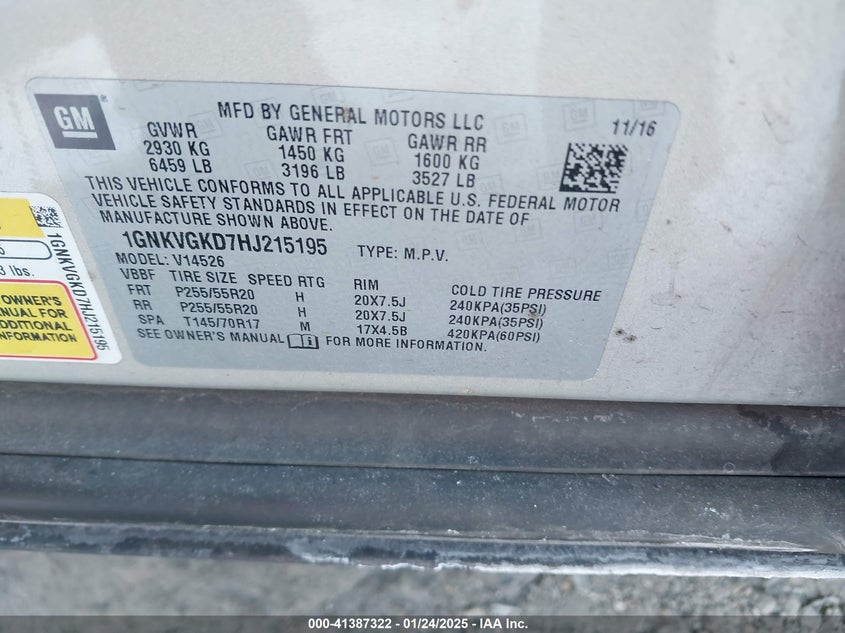 GM
MFD BY GENERAL MOTORS LLC
11/16
GVWR GAWR FRT GAWR RR
2930 KG 1450 KG 1600 KG
6459 LB 3196 LB 3527 LB
THIS VEHICLE CONFORMS TO ALL APPLICABLE U.S. FEDERAL MOTOR
VEHICLE SAFETY STANDARDS IN EFFECT ON THE DATE OF
MANUFACTURE SHOWN ABOVE.
1GNKVGKD7HJ215195 TYPE: M.P.V.
MODEL: V14526
VBBF TIRE SIZE SPEED RTG RIM COLD TIRE PRESSURE
FRT P255/55R20 H 20X7.5J 240KPA(35PSI)
RR P255/55R20 H 20X7.5J 240KPA(35PSI)
SPA T145/70R17 M 17X4.5B 420KPA(60PSI)
SEE OWNER'S MANUAL FOR MORE INFORMATION.
lbs.
OWNER'S
FOR
INFORMATION
1GNKVGKD7HJ215195
000-41387322 - 01/24/2025 - IAA Inc.